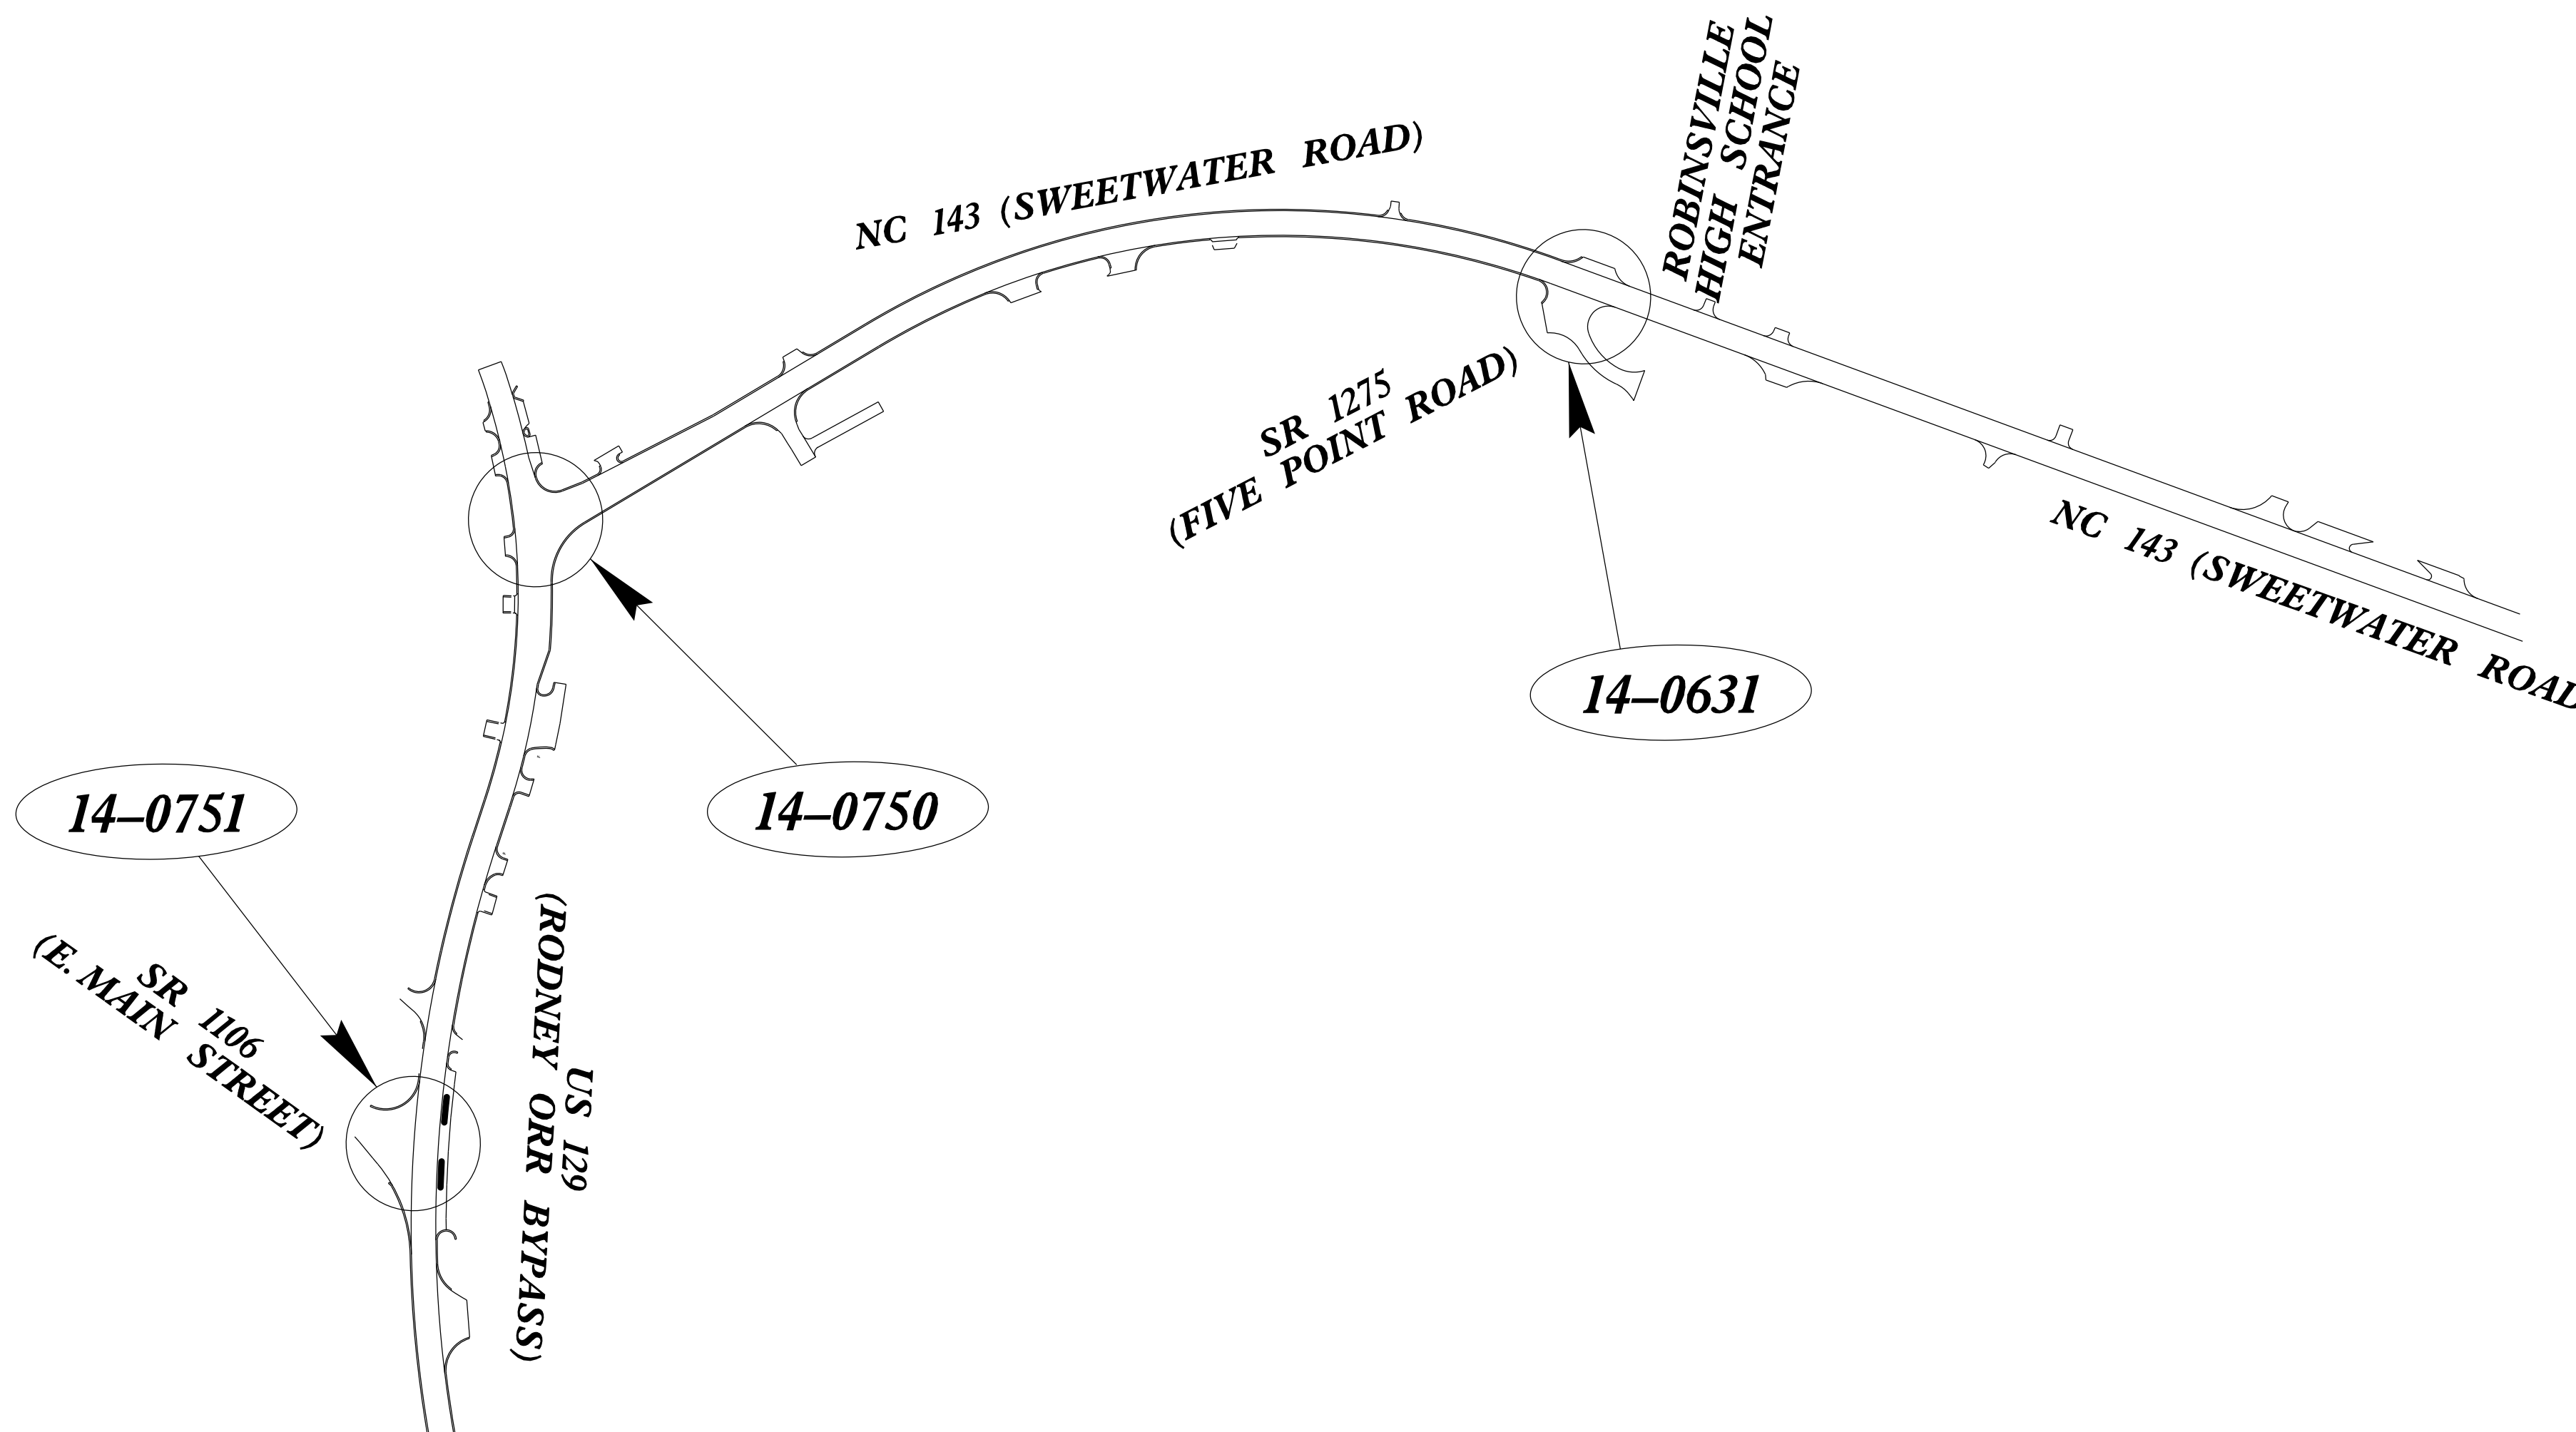 ROBINSVILLE
HIGH SCHOOL
ENTRANCE
NC 143 (SWEETWATER ROAD)
SR 1275
(FIVE POINT ROAD)
NC 143 (SWEETWATER ROAD
14-0631
14-0751
14-0750
SR 1106
(E. MAIN STREET)
US 129
(RODNEY ORR BYPASS)